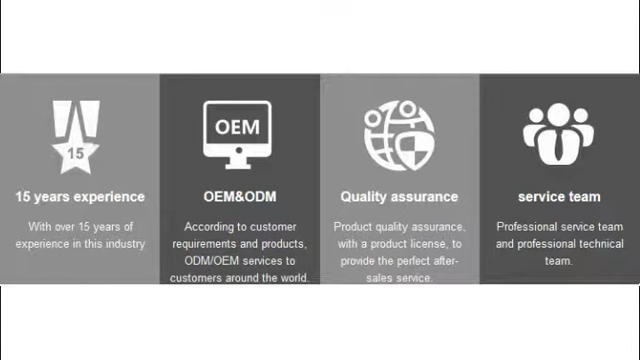 15
15 years experience
With over 15 years of
experience in this industry
OEM
OEM&ODM
According to customer
requirements and products,
ODM/OEM services to
customers around the world.
Quality assurance
Product quality assurance,
with a product license, to
provide the perfect after-
sales service.
service team
Professional service team
and professional technical
team.